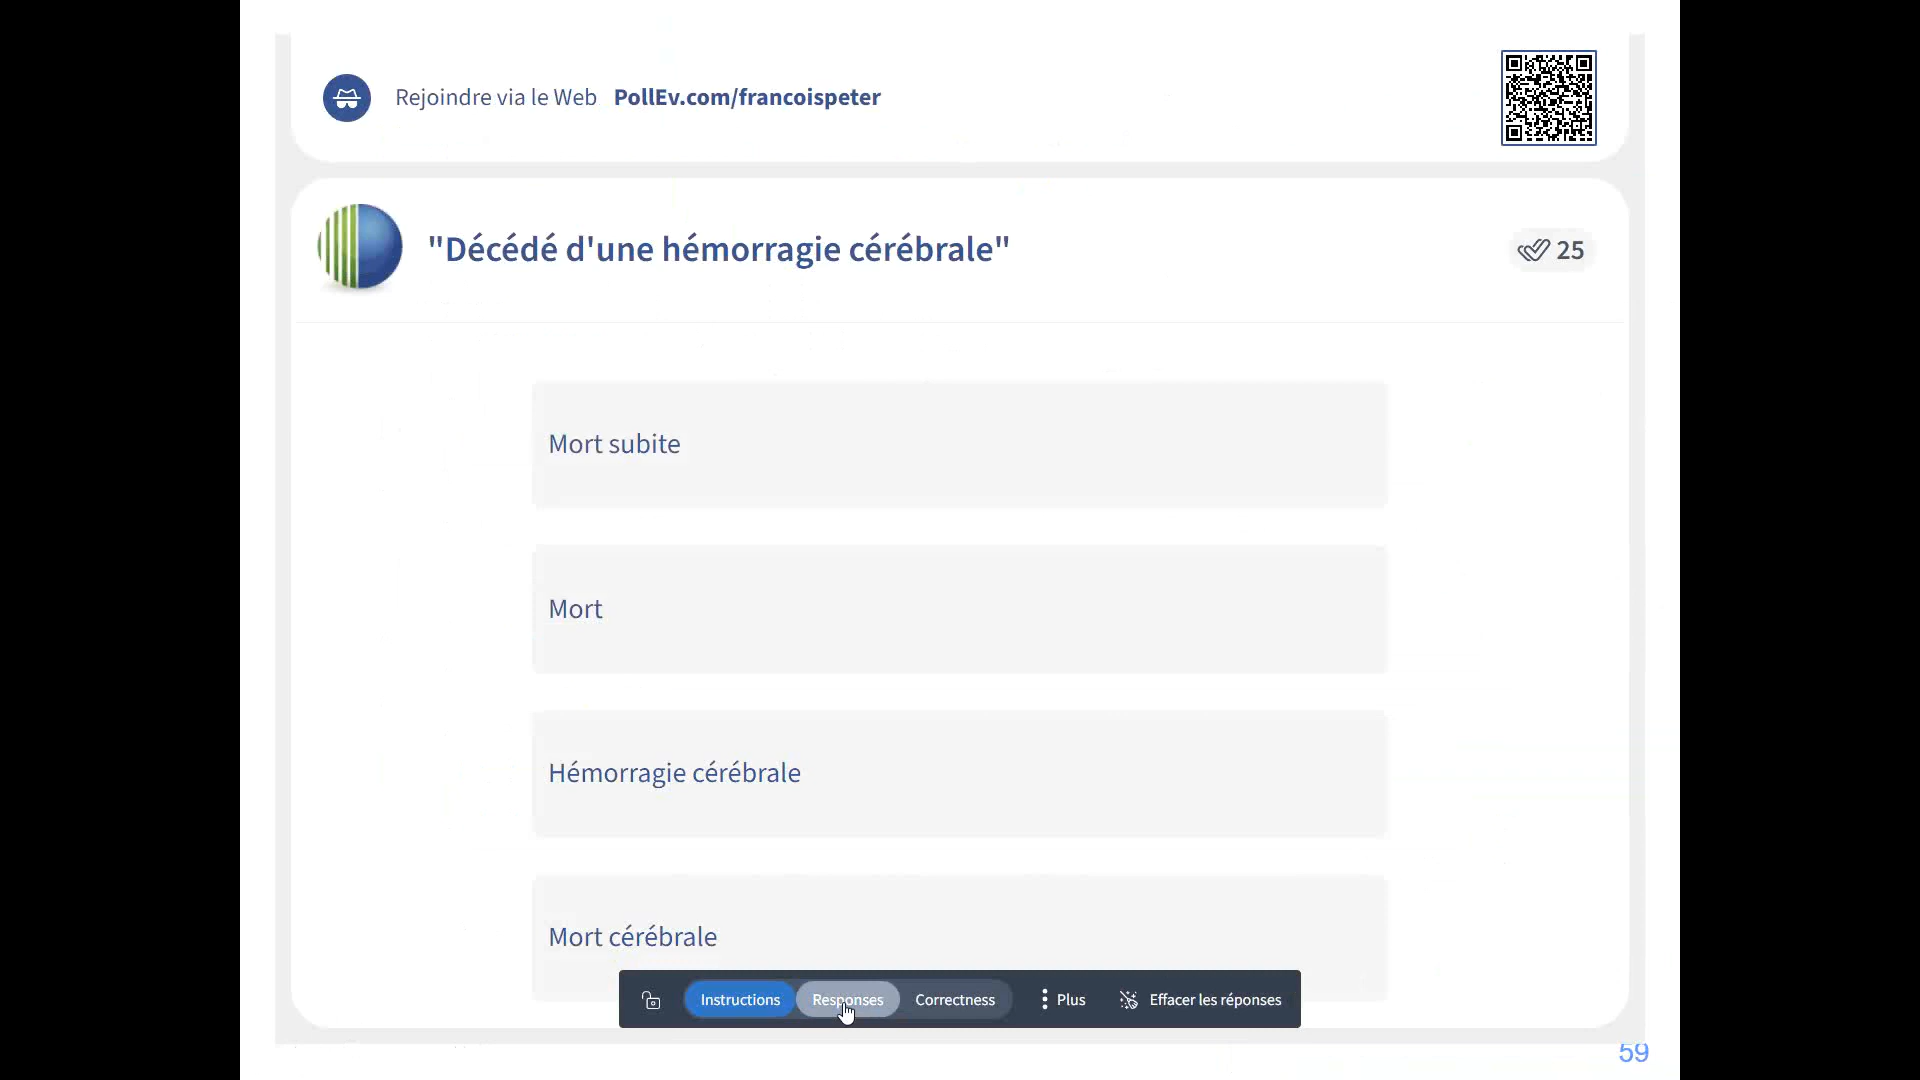 Rejoindre via le Web PollEv.com/francoispeter
"Décédé d'une hémorragie cérébrale"
25
Mort subite
Mort
Hémorragie cérébrale
Mort cérébrale
Instructions Responses Correctness Plus Effacer les réponses
59